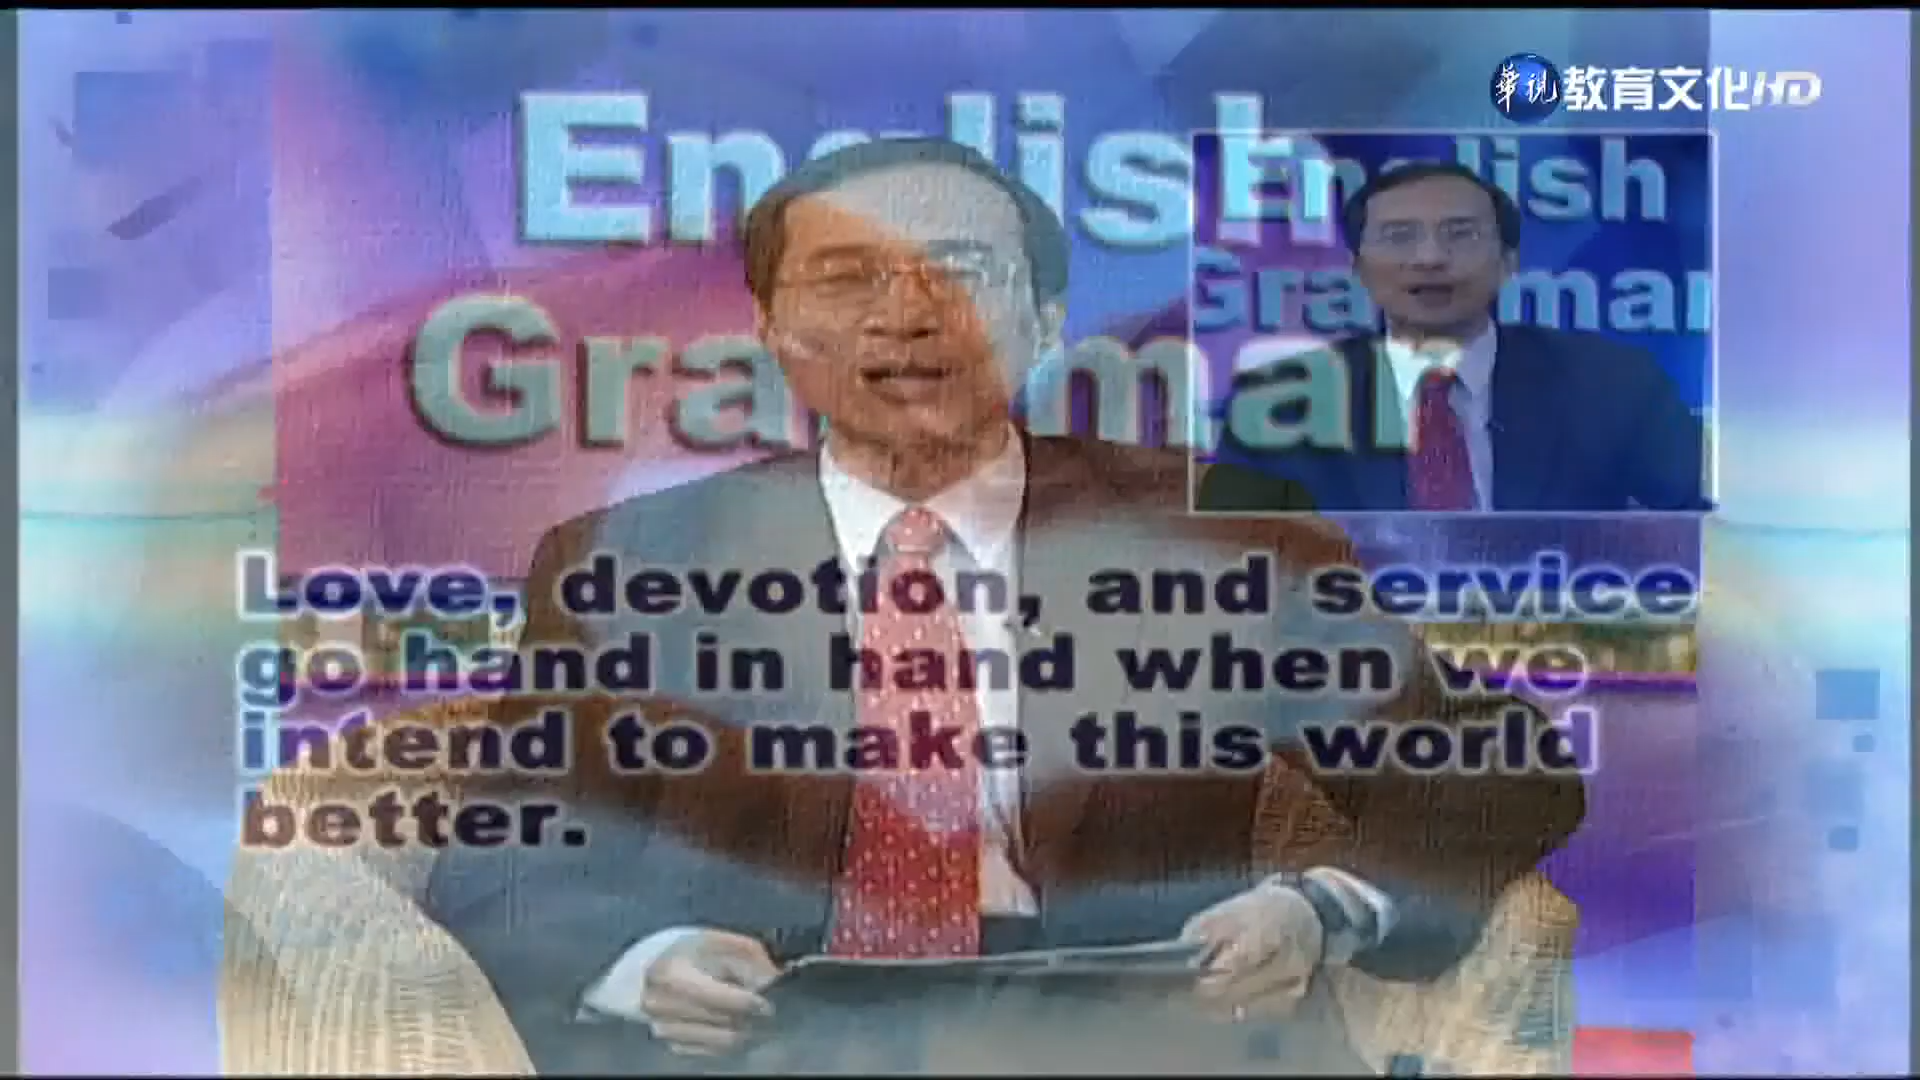 華視 教育文化HD
English
Grammar
English
Grammar
Love, devotion, and service
go hand in hand when we
intend to make this world
better.